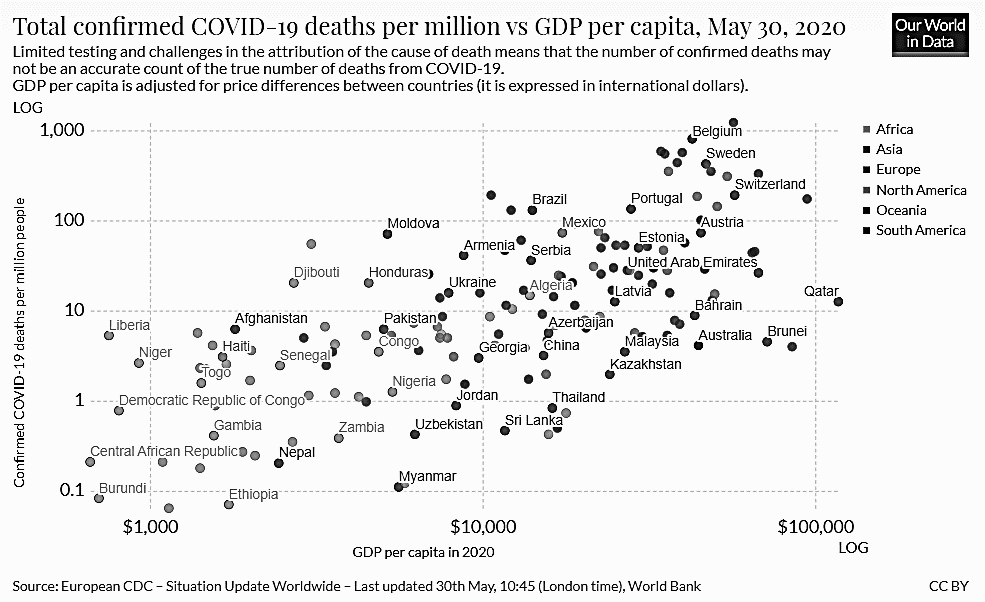 Total confirmed COVID-19 deaths per million vs GDP per capita, May 30, 2020
Our World
in Data
Limited testing and challenges in the attribution of the cause of death means that the number of confirmed deaths may
not be an accurate count of the true number of deaths from COVID-19.
GDP per capita is adjusted for price differences between countries (it is expressed in international dollars).
LOG
1,000
Belgium
Africa
Sweden
Asia
Europe
Switzerland
North America
Brazil
Portugal
Oceania
100
Moldova
Mexico
Austria
South America
Armenia
Serbia
Estonia
Djibouti
Honduras
United Arab Emirates
Ukraine
Algeria
Latvia
Qatar
10
Bahrain
Liberia
Afghanistan
Pakistan
Azerbaijan
Niger
Haiti
Senegal
Congo
Georgia
China
Malaysia
Australia
Brunei
Togo
Kazakhstan
Nigeria
1
Democratic Republic of Congo
Jordan
Thailand
Gambia
Zambia
Uzbekistan
Sri Lanka
Central African Republic
Nepal
Myanmar
0.1
Burundi
Ethiopia
Confirmed COVID-19 deaths per million people
$1,000
$10,000
$100,000
GDP per capita in 2020
LOG
Source: European CDC – Situation Update Worldwide – Last updated 30th May, 10:45 (London time), World Bank
CC BY